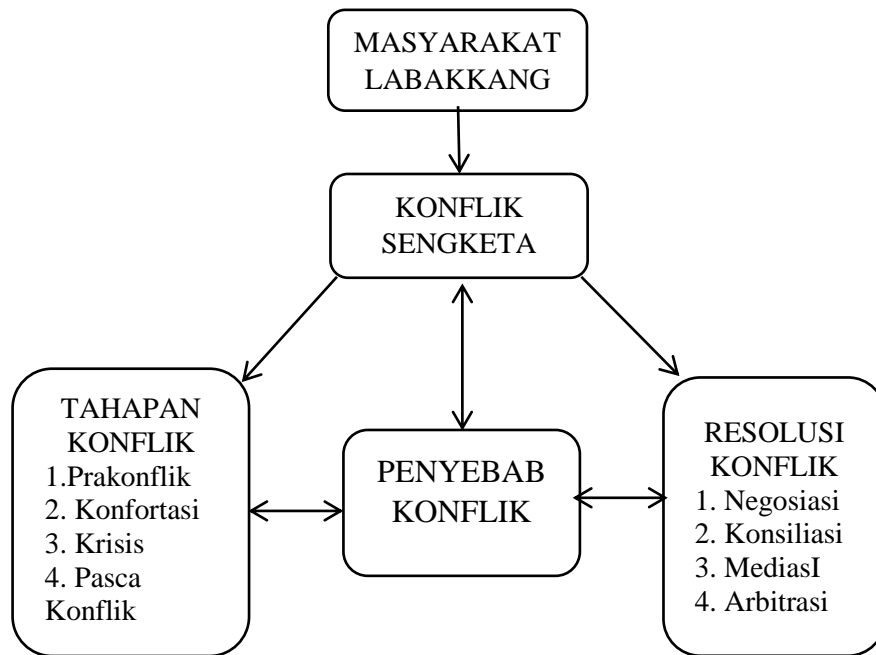 MASYARAKAT
LABAKKANG
KONFLIK
SENGKETA
TAHAPAN
KONFLIK
1.Prakonflik
2. Konfortasi
3. Krisis
4. Pasca
Konflik
PENYEBAB
KONFLIK
RESOLUSI
KONFLIK
1. Negosiasi
2. Konsiliasi
3. MediasI
4. Arbitrasi